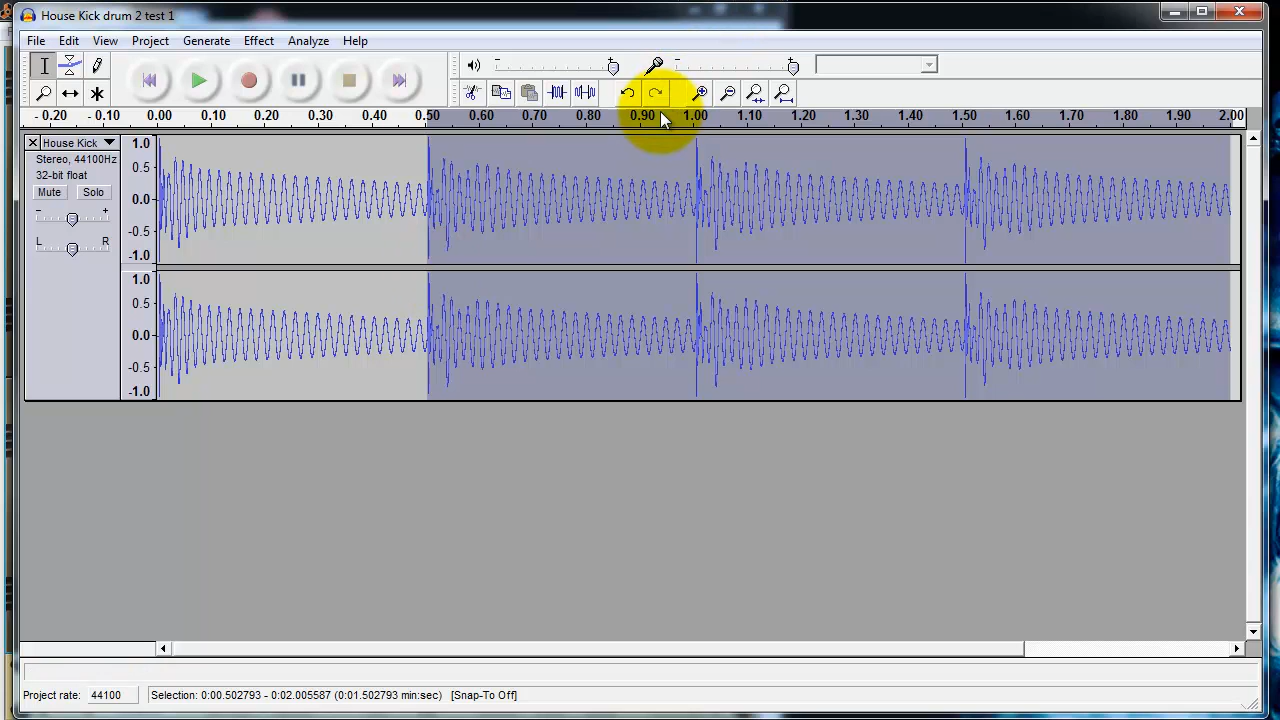 House Kick drum 2 test 1
File Edit View Project Generate Effect Analyze Help
- 0.20 - 0.10 0.00 0.10 0.20 0.30 0.40 0.50 0.60 0.70 0.80 0.90 1.00 1.10 1.20 1.30 1.40 1.50 1.60 1.70 1.80 1.90 2.00
House Kick
Stereo, 44100Hz
32-bit float
Mute Solo
- +
L R
1.0
0.5
0.0
-0.5
-1.0
1.0
0.5
0.0
-0.5
-1.0
Project rate: 44100 Selection: 0:00.502793 - 0:02.005587 (0:01.502793 min:sec) [Snap-To Off]